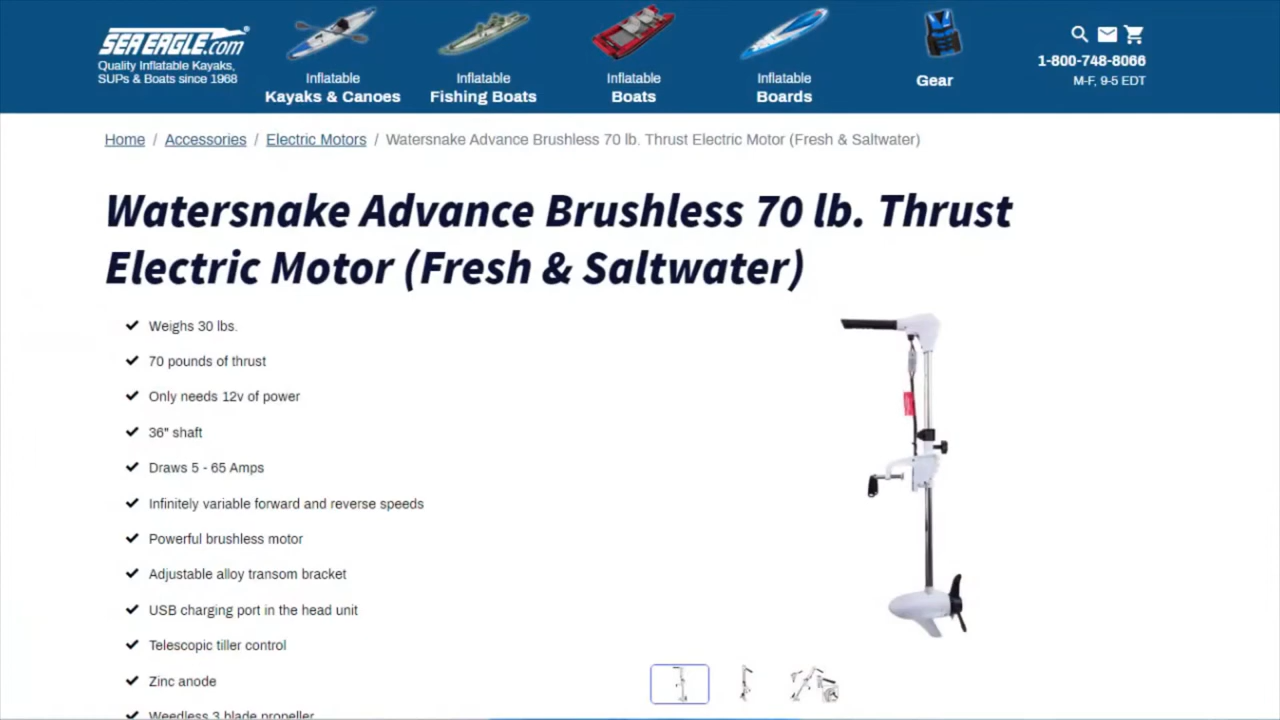 SEA EAGLE.com®
Quality Inflatable Kayaks,
SUPs & Boats since 1968
Inflatable
Kayaks & Canoes
Inflatable
Fishing Boats
Inflatable
Boats
Inflatable
Boards
Gear
1-800-748-8066
M-F, 9-5 EDT
Home / Accessories / Electric Motors / Watersnake Advance Brushless 70 lb. Thrust Electric Motor (Fresh & Saltwater)
Watersnake Advance Brushless 70 lb. Thrust
Electric Motor (Fresh & Saltwater)
Weighs 30 lbs.
70 pounds of thrust
Only needs 12v of power
36" shaft
Draws 5 - 65 Amps
Infinitely variable forward and reverse speeds
Powerful brushless motor
Adjustable alloy transom bracket
USB charging port in the head unit
Telescopic tiller control
Zinc anode
Weedless 3 blade propeller